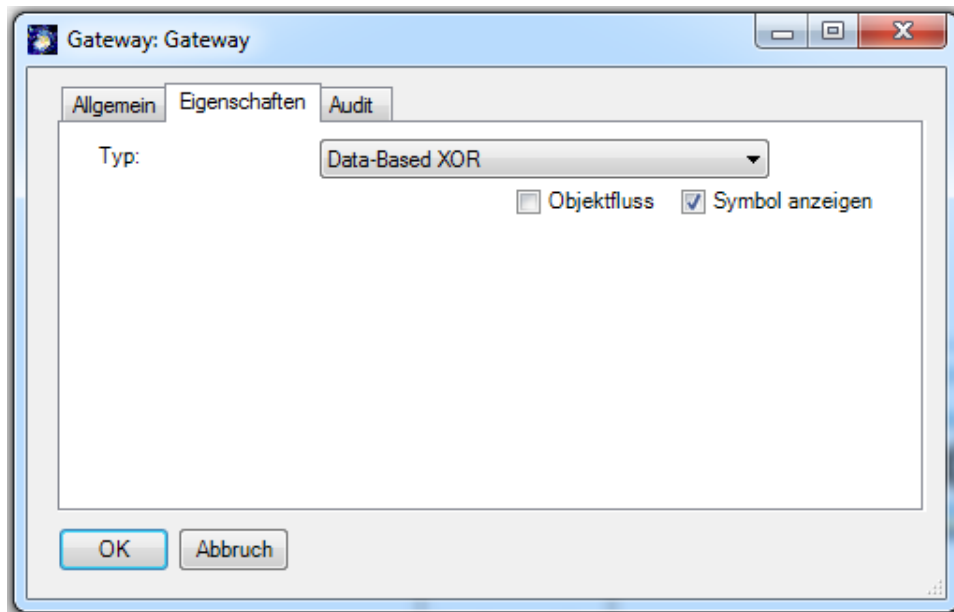 Gateway: Gateway
Allgemein Eigenschaften Audit
Typ: Data-Based XOR
Objektfluss Symbol anzeigen
OK Abbruch